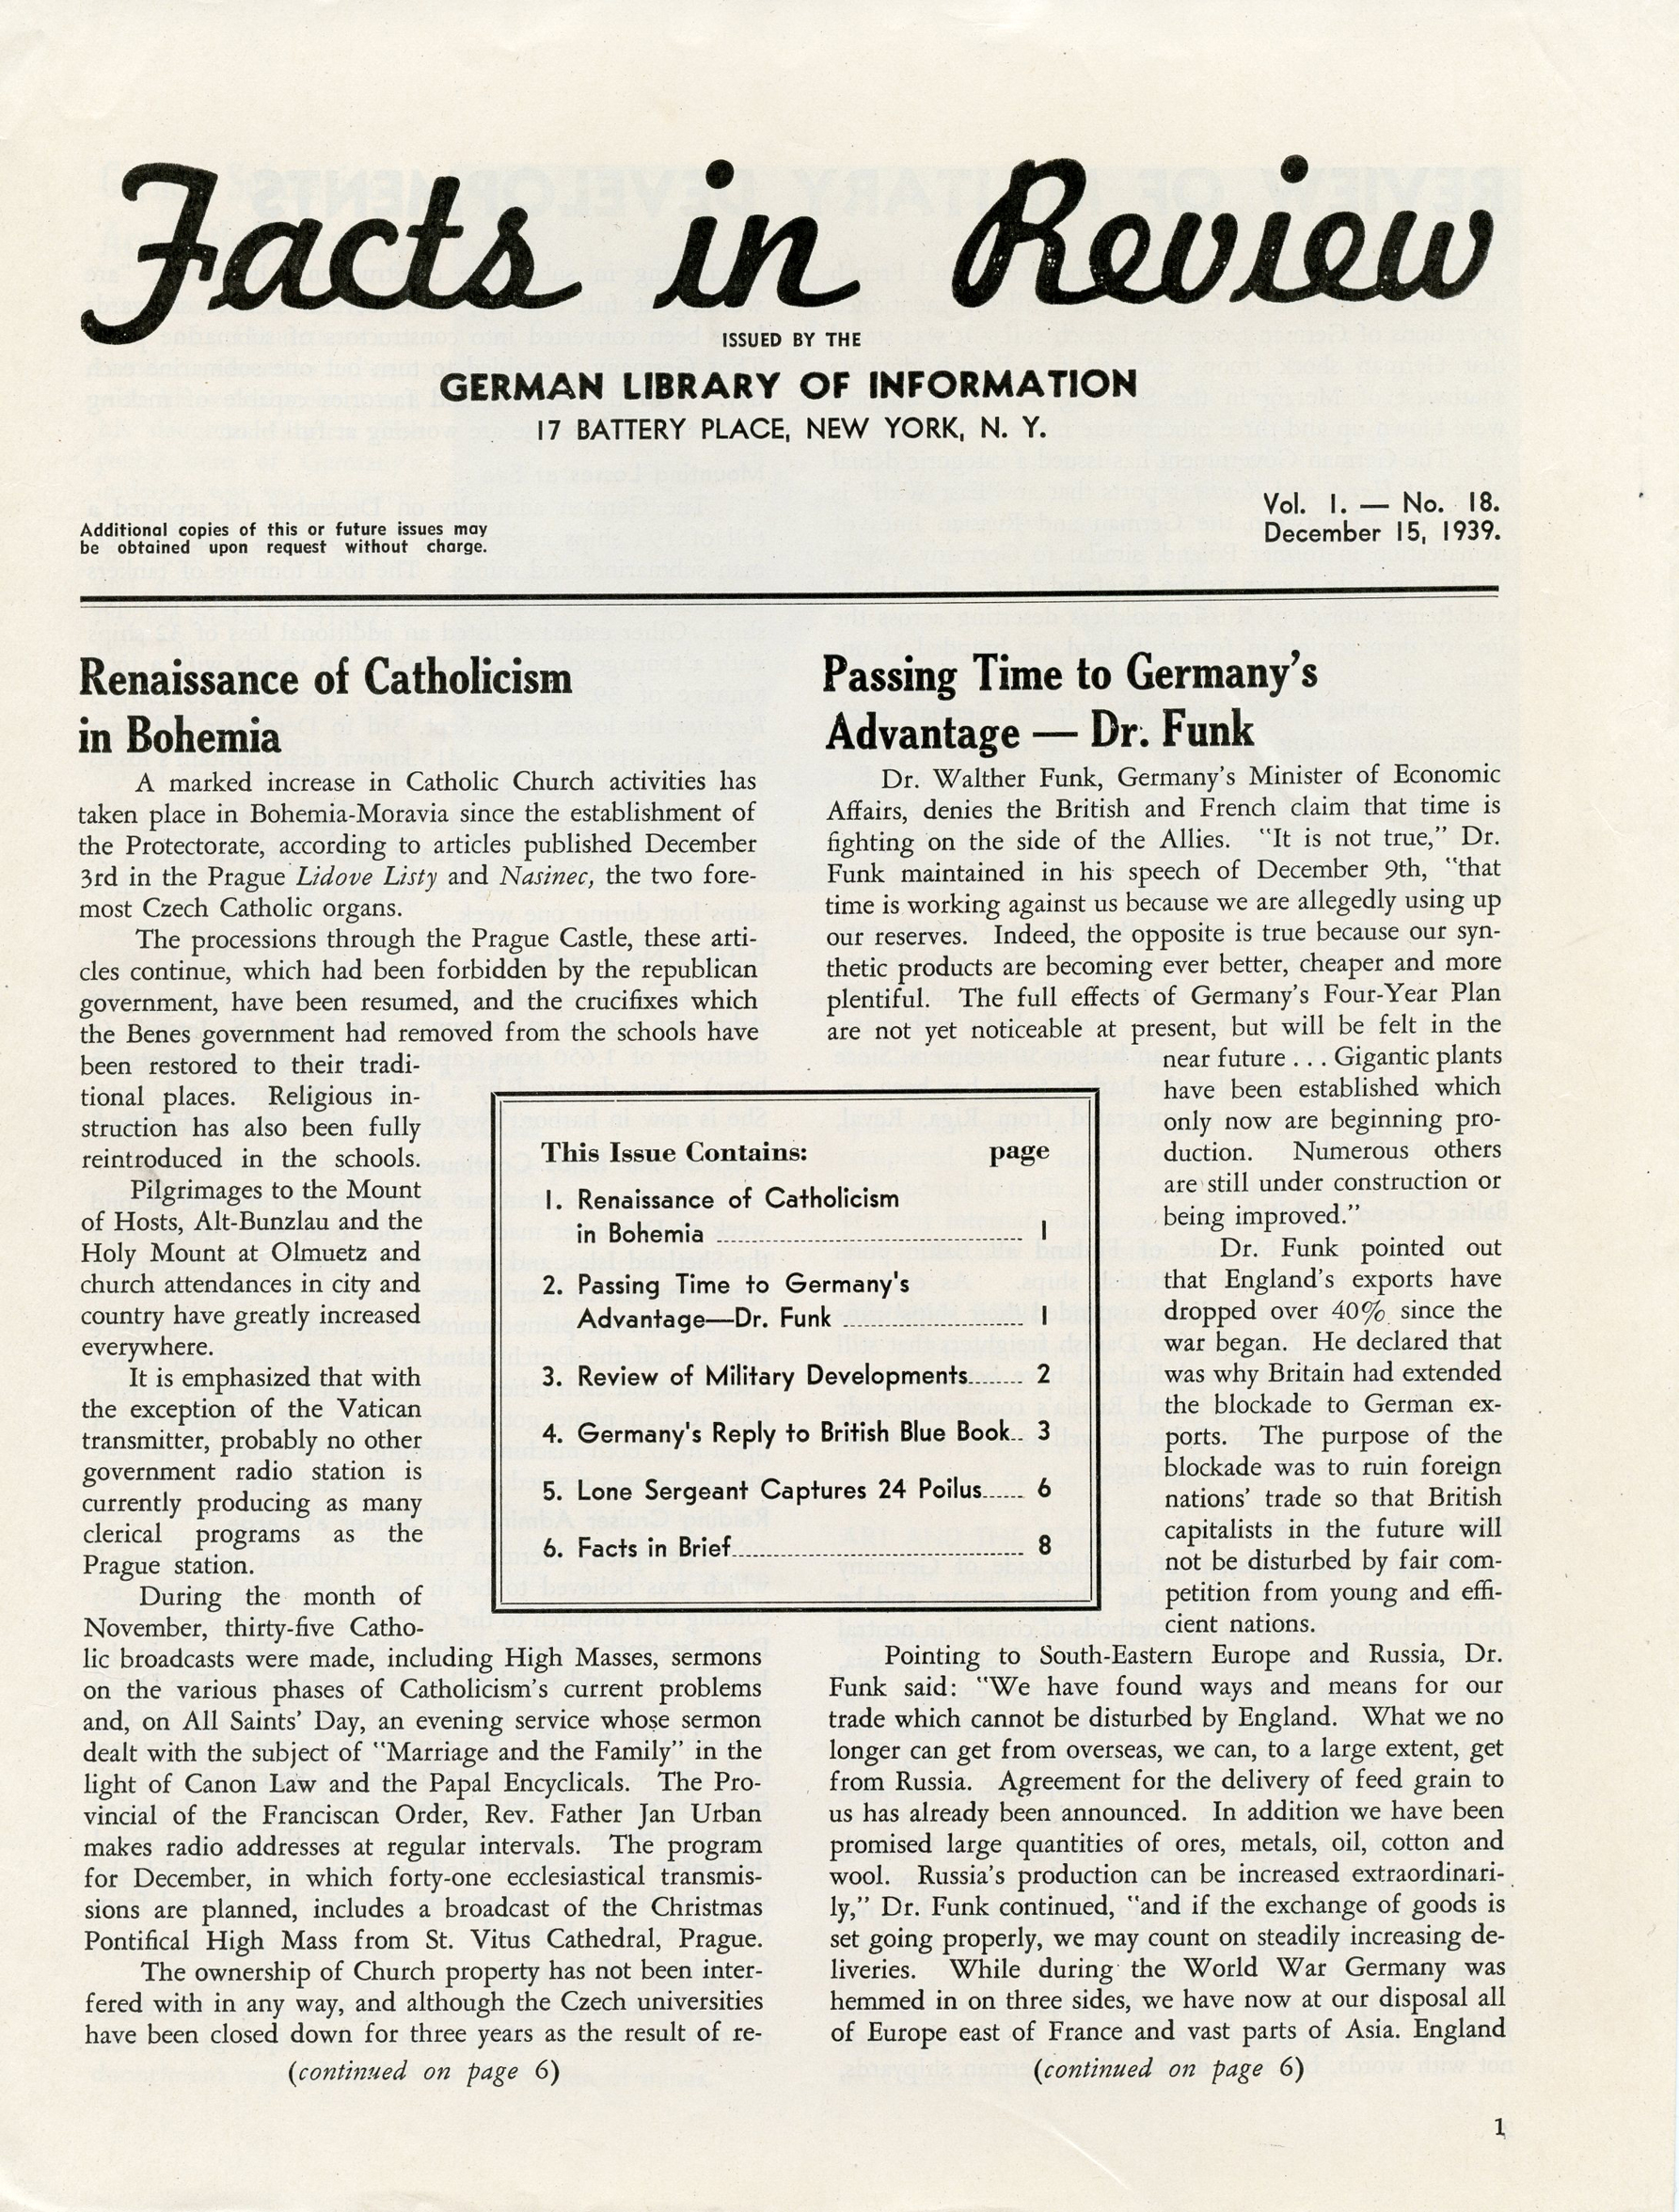 Facts in Review
ISSUED BY THE
GERMAN LIBRARY OF INFORMATION
17 BATTERY PLACE, NEW YORK, N. Y.
Additional copies of this or future issues may
be obtained upon request without charge.
Vol. 1. — No. 18.
December 15, 1939.
Renaissance of Catholicism
in Bohemia
A marked increase in Catholic Church activities has
taken place in Bohemia-Moravia since the establishment of
the Protectorate, according to articles published December
3rd in the Prague Lidove Listy and Nasinec, the two fore-
most Czech Catholic organs.
The processions through the Prague Castle, these arti-
cles continue, which had been forbidden by the republican
government, have been resumed, and the crucifixes which
the Benes government had removed from the schools have
been restored to their tradi-
tional places. Religious in-
struction has also been fully
reintroduced in the schools.
Pilgrimages to the Mount
of Hosts, Alt-Bunzlau and the
Holy Mount at Olmuetz and
church attendances in city and
country have greatly increased
everywhere.
It is emphasized that with
the exception of the Vatican
transmitter, probably no other
government radio station is
currently producing as many
clerical programs as the
Prague station.
During the month of
November, thirty-five Catho-
lic broadcasts were made, including High Masses, sermons
on the various phases of Catholicism's current problems
and, on All Saints' Day, an evening service whose sermon
dealt with the subject of "Marriage and the Family" in the
light of Canon Law and the Papal Encyclicals. The Pro-
vincial of the Franciscan Order, Rev. Father Jan Urban
makes radio addresses at regular intervals. The program
for December, in which forty-one ecclesiastical transmis-
sions are planned, includes a broadcast of the Christmas
Pontifical High Mass from St. Vitus Cathedral, Prague.
The ownership of Church property has not been inter-
fered with in any way, and although the Czech universities
have been closed down for three years as the result of re-
(continued on page 6)
This Issue Contains: page
1. Renaissance of Catholicism
in Bohemia 1
2. Passing Time to Germany's
Advantage—Dr. Funk 1
3. Review of Military Developments 2
4. Germany's Reply to British Blue Book 3
5. Lone Sergeant Captures 24 Poilus 6
6. Facts in Brief 8
Passing Time to Germany's
Advantage — Dr. Funk
Dr. Walther Funk, Germany's Minister of Economic
Affairs, denies the British and French claim that time is
fighting on the side of the Allies. "It is not true," Dr.
Funk maintained in his speech of December 9th, "that
time is working against us because we are allegedly using up
our reserves. Indeed, the opposite is true because our syn-
thetic products are becoming ever better, cheaper and more
plentiful. The full effects of Germany's Four-Year Plan
are not yet noticeable at present, but will be felt in the
near future . . . Gigantic plants
have been established which
only now are beginning pro-
duction. Numerous others
are still under construction or
being improved."
Dr. Funk pointed out
that England's exports have
dropped over 40% since the
war began. He declared that
was why Britain had extended
the blockade to German ex-
ports. The purpose of the
blockade was to ruin foreign
nations' trade so that British
capitalists in the future will
not be disturbed by fair com-
petition from young and effi-
cient nations.
Pointing to South-Eastern Europe and Russia, Dr.
Funk said: "We have found ways and means for our
trade which cannot be disturbed by England. What we no
longer can get from overseas, we can, to a large extent, get
from Russia. Agreement for the delivery of feed grain to
us has already been announced. In addition we have been
promised large quantities of ores, metals, oil, cotton and
wool. Russia's production can be increased extraordinari-
ly," Dr. Funk continued, "and if the exchange of goods is
set going properly, we may count on steadily increasing de-
liveries. While during the World War Germany was
hemmed in on three sides, we have now at our disposal all
of Europe east of France and vast parts of Asia. England
(continued on page 6)
1